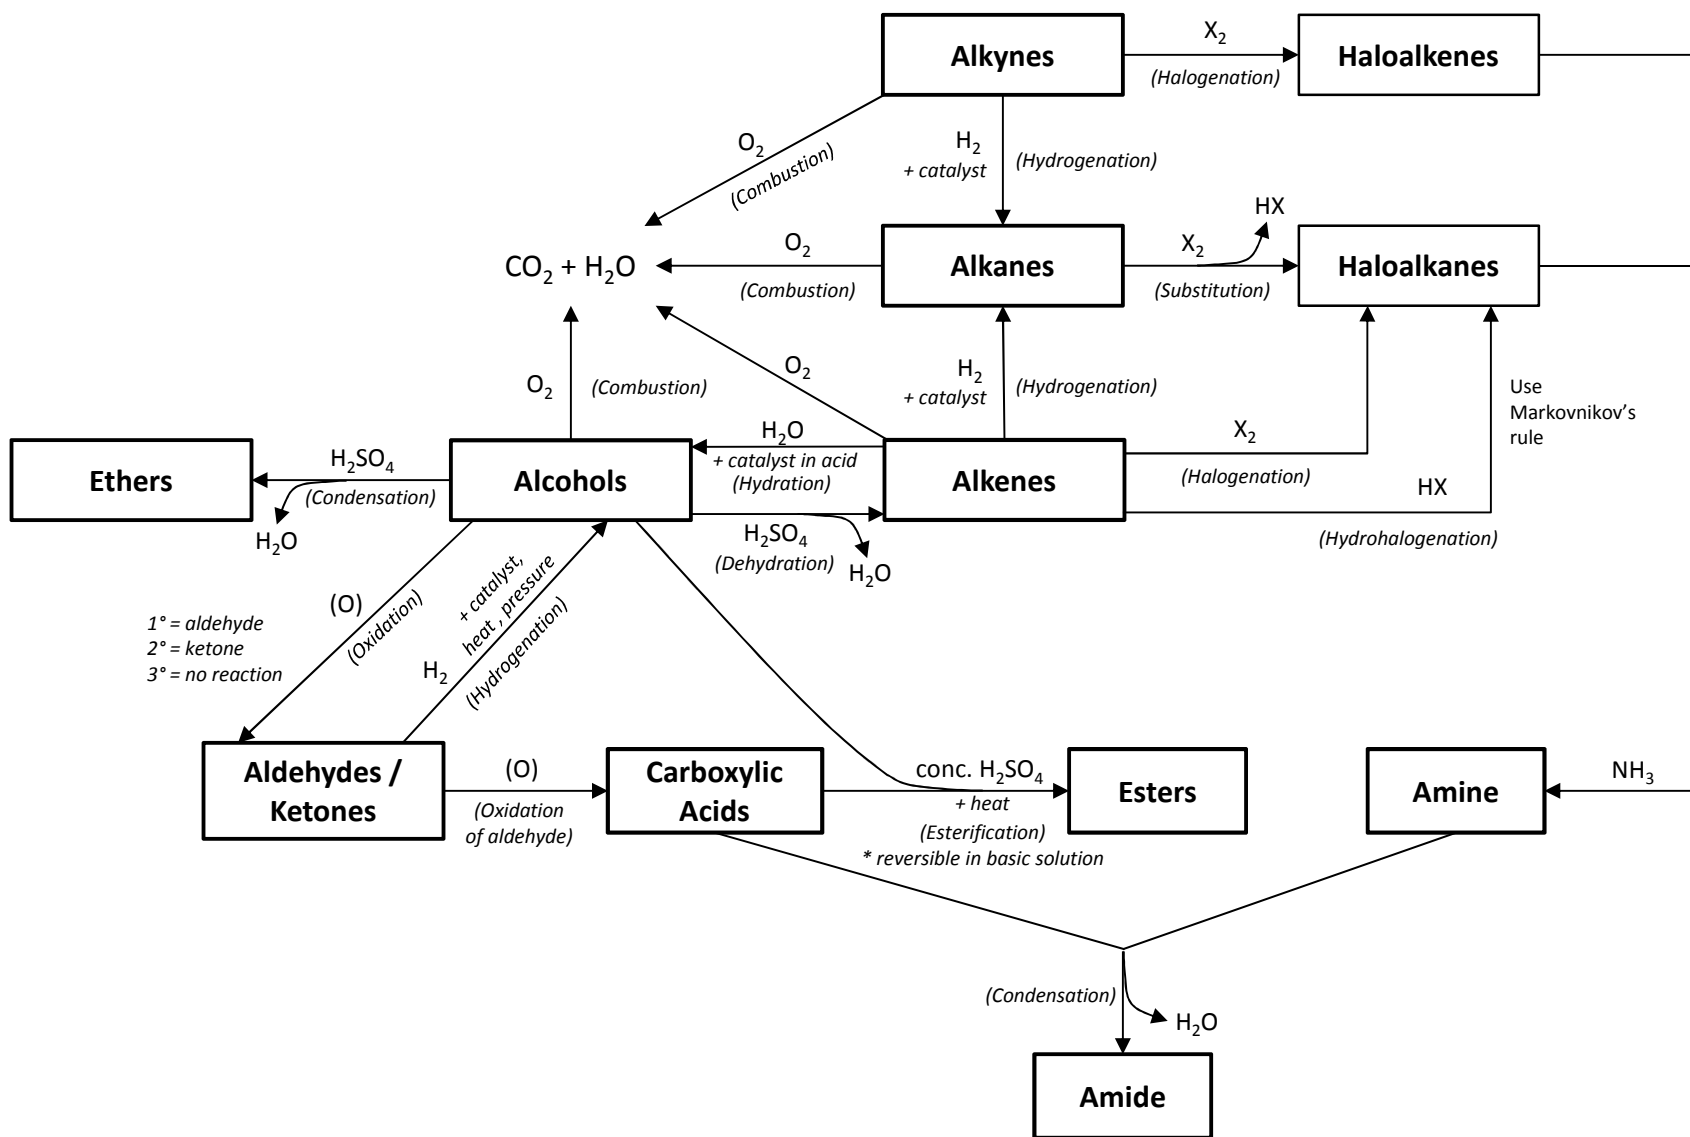 Alkynes
X₂
(Halogenation)
Haloalkenes
O₂
(Combustion)
H₂
+ catalyst
(Hydrogenation)
CO₂ + H₂O
O₂
(Combustion)
Alkanes
X₂
(Substitution)
HX
Haloalkanes
O₂
(Combustion)
O₂
H₂
+ catalyst
(Hydrogenation)
Use
Markovnikov's
rule
Ethers
H₂SO₄
(Condensation)
H₂O
Alcohols
H₂O
+ catalyst in acid
(Hydration)
H₂SO₄
(Dehydration)
H₂O
Alkenes
X₂
(Halogenation)
HX
(Hydrohalogenation)
1° = aldehyde
2° = ketone
3° = no reaction
(O)
(Oxidation)
H₂
+ catalyst,
heat , pressure
(Hydrogenation)
Aldehydes /
Ketones
(O)
(Oxidation
of aldehyde)
Carboxylic
Acids
conc. H₂SO₄
+ heat
(Esterification)
* reversible in basic solution
Esters
Amine
NH₃
(Condensation)
H₂O
Amide